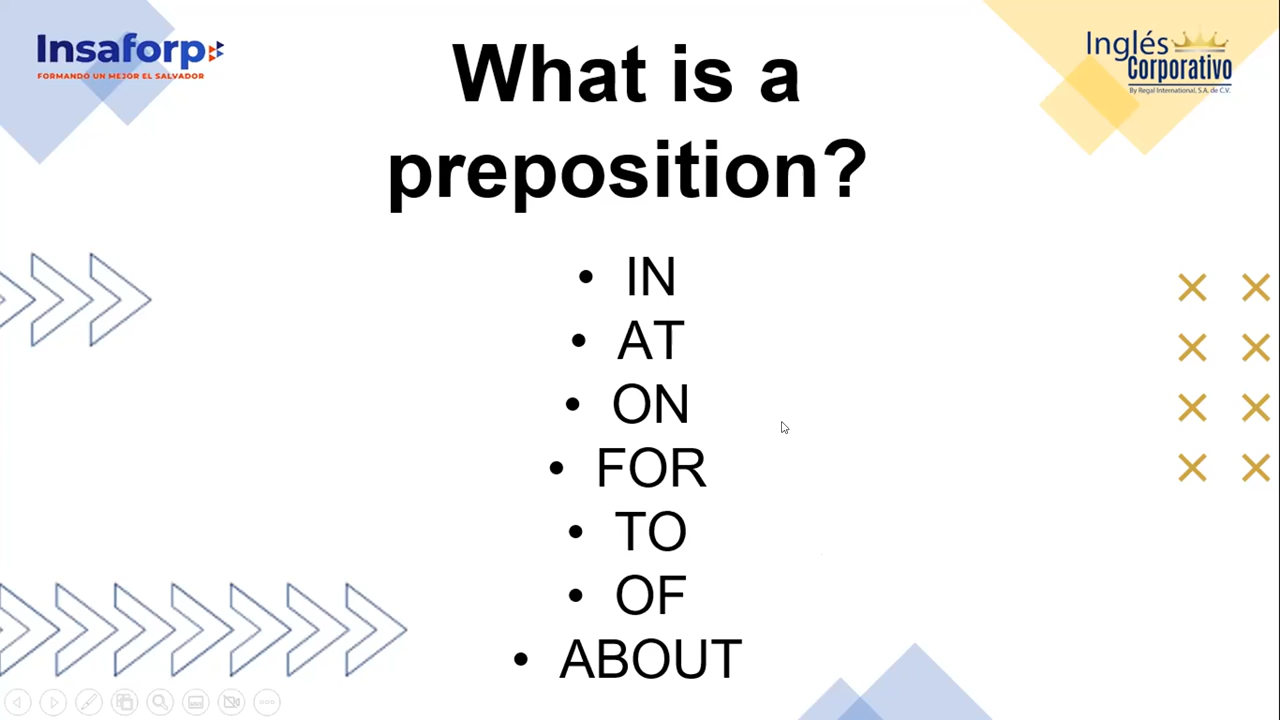 Insaforp
FORMANDO UN MEJOR EL SALVADOR
Inglés
Corporativo
By Regal International, S.A. de C.V.
What is a
preposition?
• IN
• AT
• ON
• FOR
• TO
• OF
• ABOUT